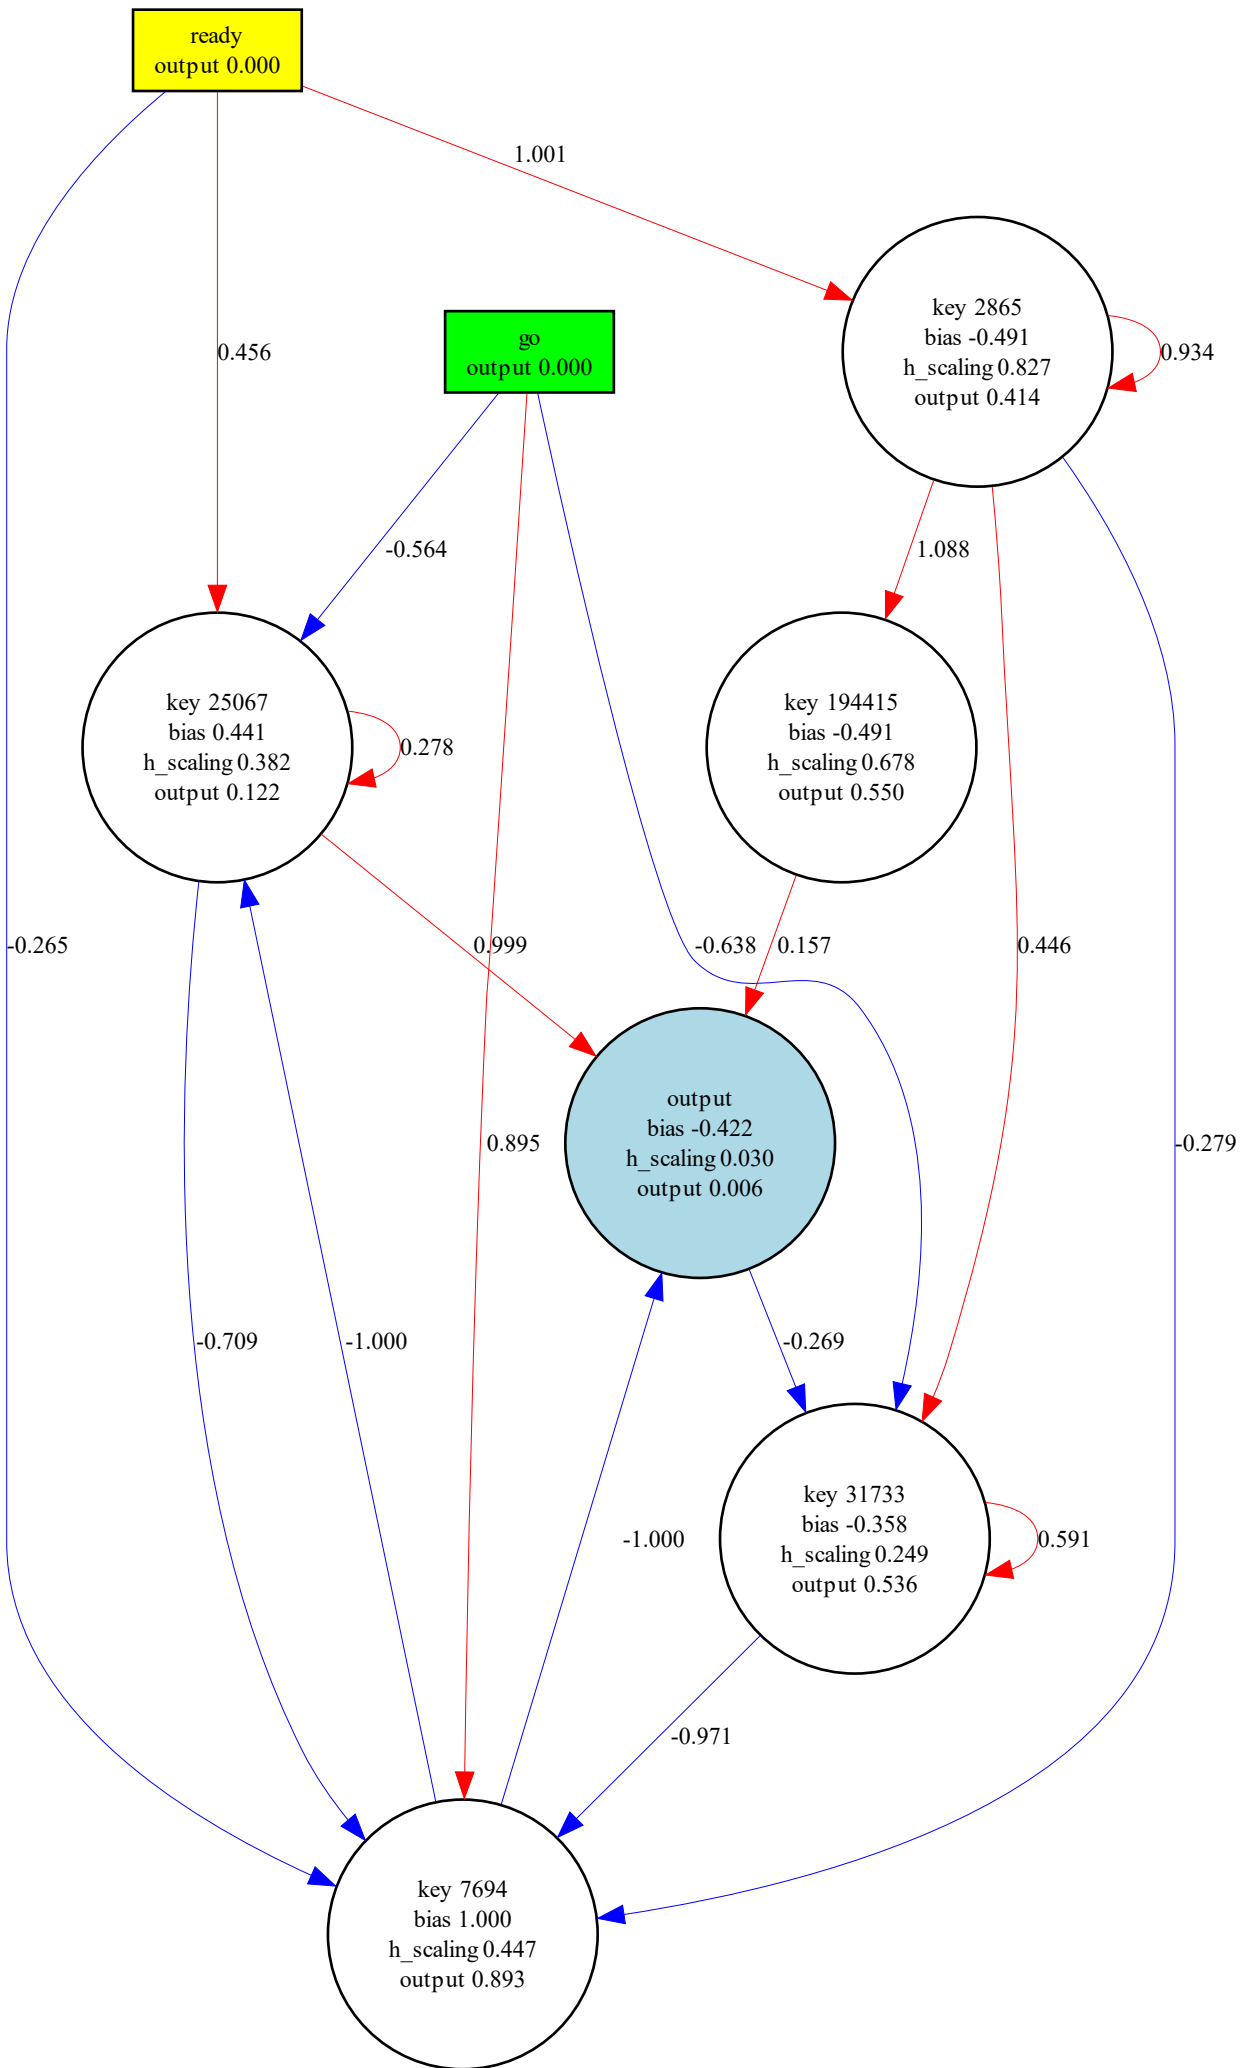 ready
output 0.000
1.001
key 2865
bias -0.491
h_scaling 0.827
output 0.414
0.934
go
output 0.000
0.456
-0.564
1.088
key 25067
bias 0.441
h_scaling 0.382
output 0.122
0.278
key 194415
bias -0.491
h_scaling 0.678
output 0.550
-0.265
0.999
-0.638
0.157
0.446
output
bias -0.422
h_scaling 0.030
output 0.006
0.895
-0.279
-0.709
-1.000
-0.269
key 31733
bias -0.358
h_scaling 0.249
output 0.536
-1.000
0.591
-0.971
key 7694
bias 1.000
h_scaling 0.447
output 0.893